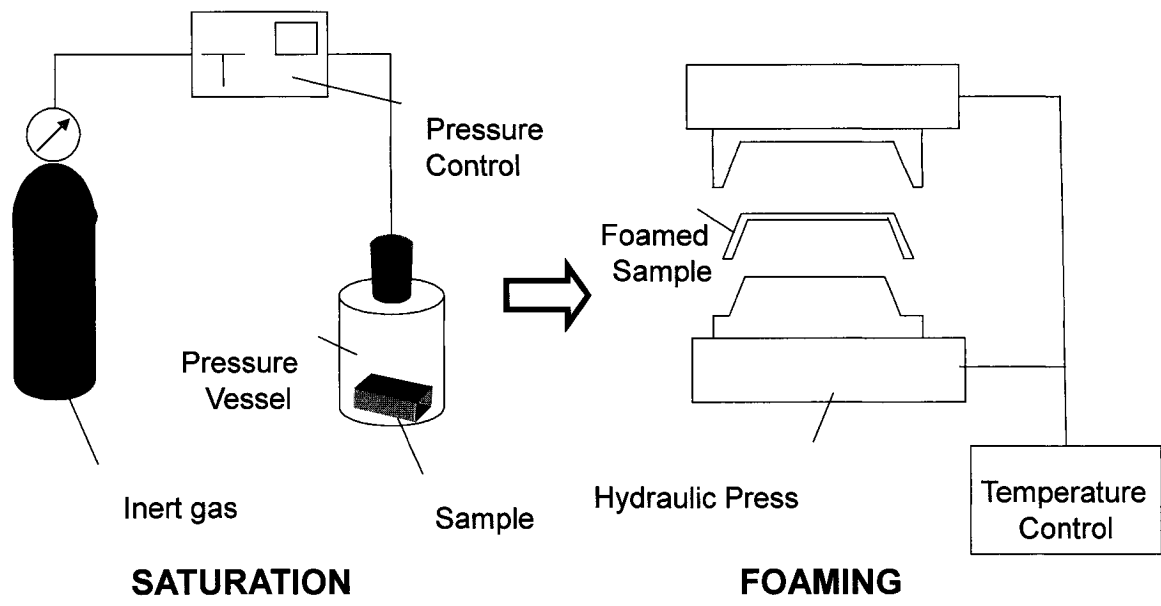 Pressure
Control
Foamed
Sample
Pressure
Vessel
Inert gas
Sample
Hydraulic Press
Temperature
Control
SATURATION
FOAMING